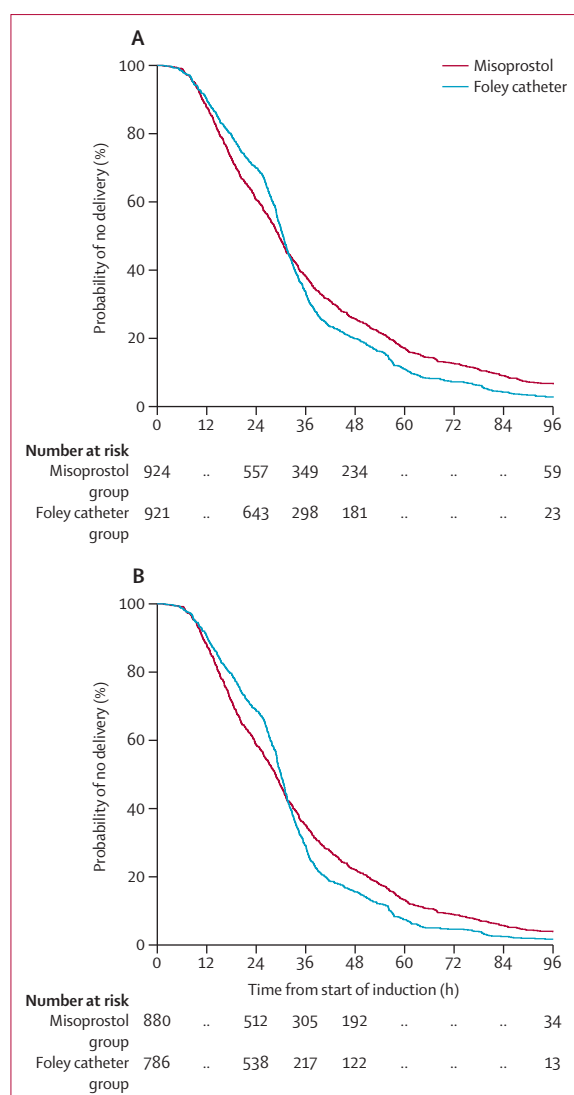 A
Misoprostol
Foley catheter
100
80
60
40
20
0
Probability of no delivery (%)
0 12 24 36 48 60 72 84 96
Number at risk
Misoprostol group 924 .. 557 349 234 .. .. .. 59
Foley catheter group 921 .. 643 298 181 .. .. .. 23
B
100
80
60
40
20
0
Probability of no delivery (%)
0 12 24 36 48 60 72 84 96
Time from start of induction (h)
Number at risk
Misoprostol group 880 .. 512 305 192 .. .. .. 34
Foley catheter group 786 .. 538 217 122 .. .. .. 13